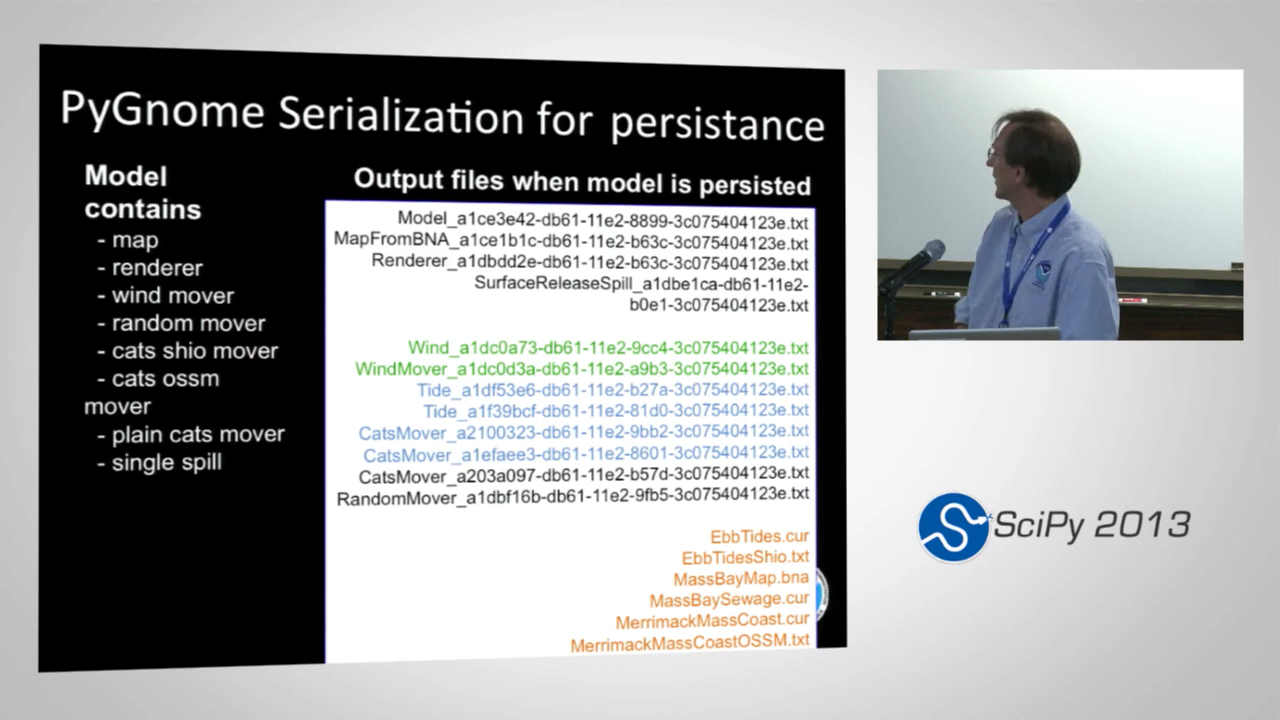 PyGnome Serialization for persistance
Model
contains
- map
- renderer
- wind mover
- random mover
- cats shio mover
- cats ossm
mover
- plain cats mover
- single spill
Output files when model is persisted
Model_a1ce3e42-db61-11e2-8899-3c075404123e.txt
MapFromBNA_a1ce1b1c-db61-11e2-b63c-3c075404123e.txt
Renderer_a1dbdd2e-db61-11e2-b63c-3c075404123e.txt
SurfaceReleaseSpill_a1dbe1ca-db61-11e2-
b0e1-3c075404123e.txt
Wind_a1dc0a73-db61-11e2-9cc4-3c075404123e.txt
WindMover_a1dc0d3a-db61-11e2-a9b3-3c075404123e.txt
Tide_a1df53e6-db61-11e2-b27a-3c075404123e.txt
Tide_a1f39bcf-db61-11e2-81d0-3c075404123e.txt
CatsMover_a2100323-db61-11e2-9bb2-3c075404123e.txt
CatsMover_a1efaee3-db61-11e2-8601-3c075404123e.txt
CatsMover_a203a097-db61-11e2-b57d-3c075404123e.txt
RandomMover_a1dbf16b-db61-11e2-9fb5-3c075404123e.txt
EbbTides.cur
EbbTidesShio.txt
MassBayMap.bna
MassBaySewage.cur
MerrimackMassCoast.cur
MerrimackMassCoastOSSM.txt
SciPy 2013